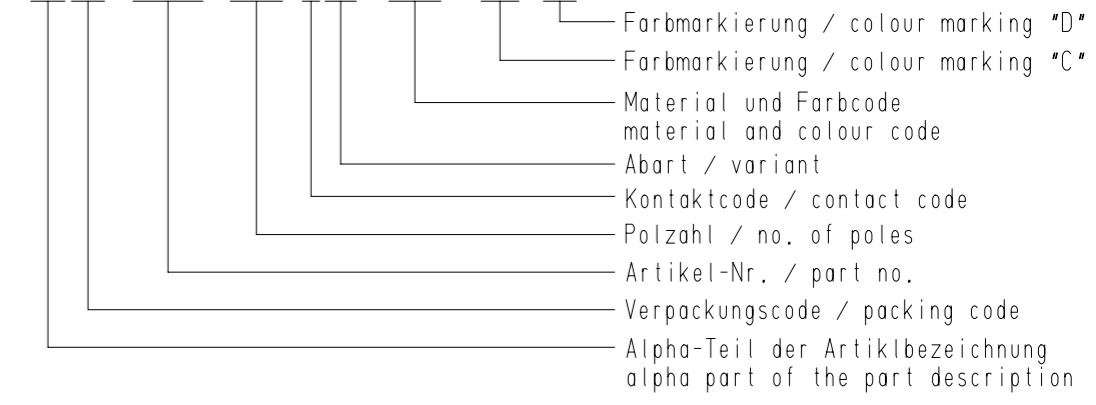 Farbmarkierung / colour marking "D"
Farbmarkierung / colour marking "C"
Material und Farbcode
material and colour code
Abart / variant
Kontaktcode / contact code
Polzahl / no. of poles
Artikel-Nr. / part no.
Verpackungscode / packing code
Alpha-Teil der Artiklbezeichnung
alpha part of the part description